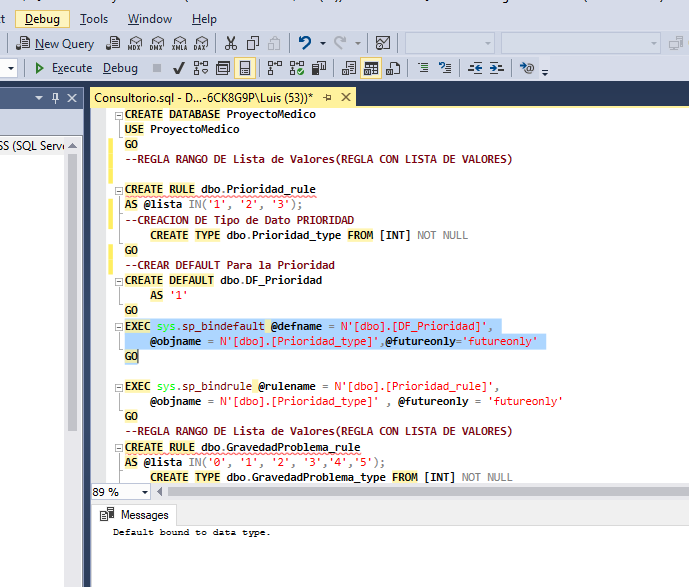 t Debug Tools Window Help
New Query MDX DMX XMLA DAX
Execute Debug
Consultorio.sql - D...-6CK8G9P\Luis (53))*
SS (SQL Serve
CREATE DATABASE ProyectoMedico
USE ProyectoMedico
GO
--REGLA RANGO DE Lista de Valores(REGLA CON LISTA DE VALORES)
CREATE RULE dbo.Prioridad_rule
AS @lista IN('1', '2', '3');
--CREACION DE Tipo de Dato PRIORIDAD
CREATE TYPE dbo.Prioridad_type FROM [INT] NOT NULL
GO
--CREAR DEFAULT Para la Prioridad
CREATE DEFAULT dbo.DF_Prioridad
AS '1'
GO
EXEC sys.sp_bindefault @defname = N'[dbo].[DF_Prioridad]',
@objname = N'[dbo].[Prioridad_type]',@futureonly='futureonly'
GO
EXEC sys.sp_bindrule @rulename = N'[dbo].[Prioridad_rule]',
@objname = N'[dbo].[Prioridad_type]' , @futureonly = 'futureonly'
GO
--REGLA RANGO DE Lista de Valores(REGLA CON LISTA DE VALORES)
CREATE RULE dbo.GravedadProblema_rule
AS @lista IN('0', '1', '2', '3','4','5');
CREATE TYPE dbo.GravedadProblema_type FROM [INT] NOT NULL
89 %
Messages
Default bound to data type.